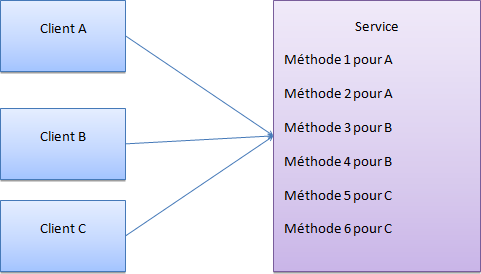 Client A
Client B
Client C
Service
Méthode 1 pour A
Méthode 2 pour A
Méthode 3 pour B
Méthode 4 pour B
Méthode 5 pour C
Méthode 6 pour C